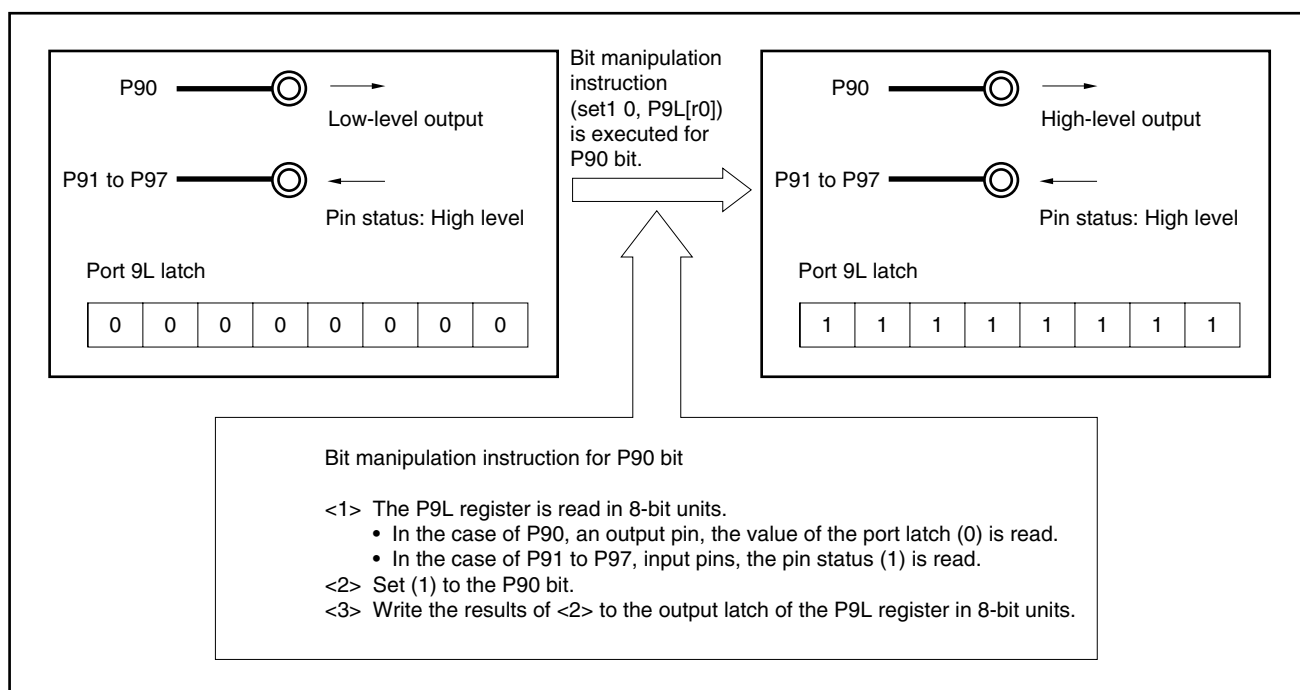 P90
Low-level output
P91 to P97
Pin status: High level
Port 9L latch
0 0 0 0 0 0 0 0
Bit manipulation
instruction
(set1 0, P9L[r0])
is executed for
P90 bit.
P90
High-level output
P91 to P97
Pin status: High level
Port 9L latch
1 1 1 1 1 1 1 1
Bit manipulation instruction for P90 bit
<1> The P9L register is read in 8-bit units.
• In the case of P90, an output pin, the value of the port latch (0) is read.
• In the case of P91 to P97, input pins, the pin status (1) is read.
<2> Set (1) to the P90 bit.
<3> Write the results of <2> to the output latch of the P9L register in 8-bit units.